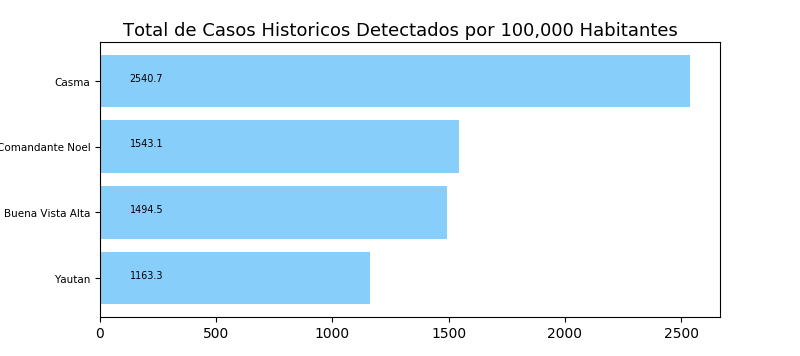 Total de Casos Historicos Detectados por 100,000 Habitantes
Casma
2540.7
Comandante Noel
1543.1
Buena Vista Alta
1494.5
Yautan
1163.3
0 500 1000 1500 2000 2500